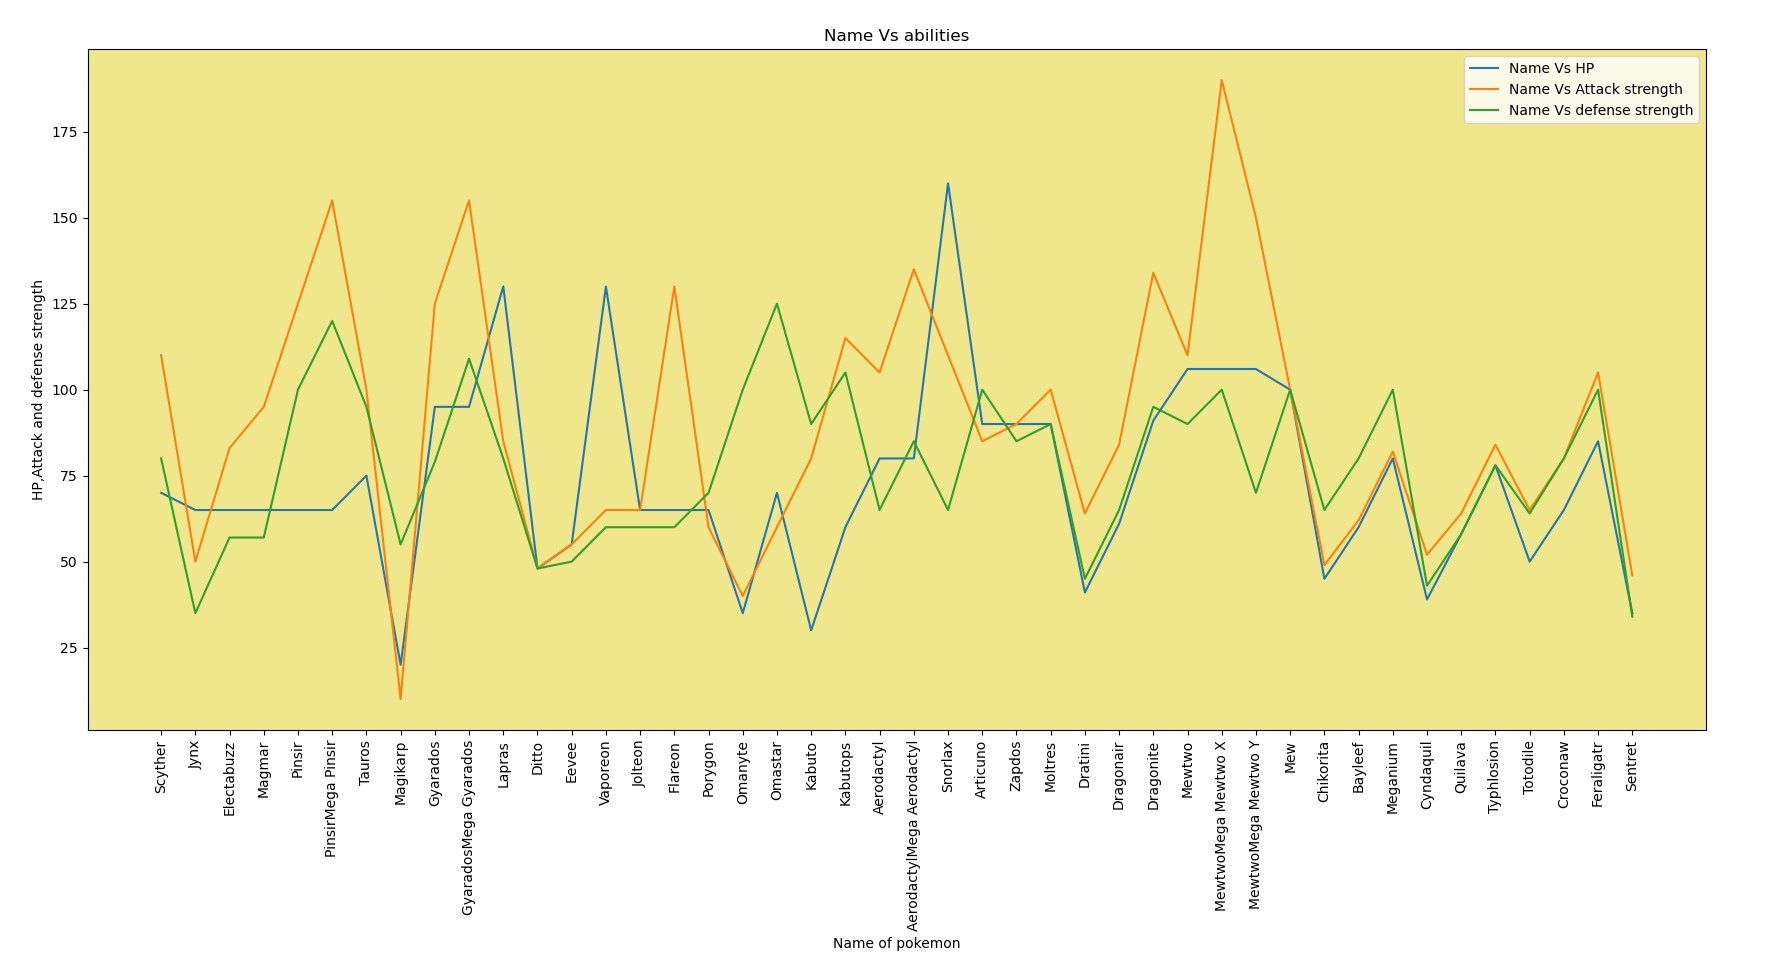 Name Vs abilities
Name Vs HP
Name Vs Attack strength
Name Vs defense strength
HP,Attack and defense strength
175
150
125
100
75
50
25
Scyther
Jynx
Electabuzz
Magmar
Pinsir
PinsirMega Pinsir
Tauros
Magikarp
Gyarados
GyaradosMega Gyarados
Lapras
Ditto
Eevee
Vaporeon
Jolteon
Flareon
Porygon
Omanyte
Omastar
Kabuto
Kabutops
Aerodactyl
AerodactylMega Aerodactyl
Snorlax
Articuno
Zapdos
Moltres
Dratini
Dragonair
Dragonite
Mewtwo
MewtwoMega Mewtwo X
MewtwoMega Mewtwo Y
Mew
Chikorita
Bayleef
Meganium
Cyndaquil
Quilava
Typhlosion
Totodile
Croconaw
Feraligatr
Sentret
Name of pokemon